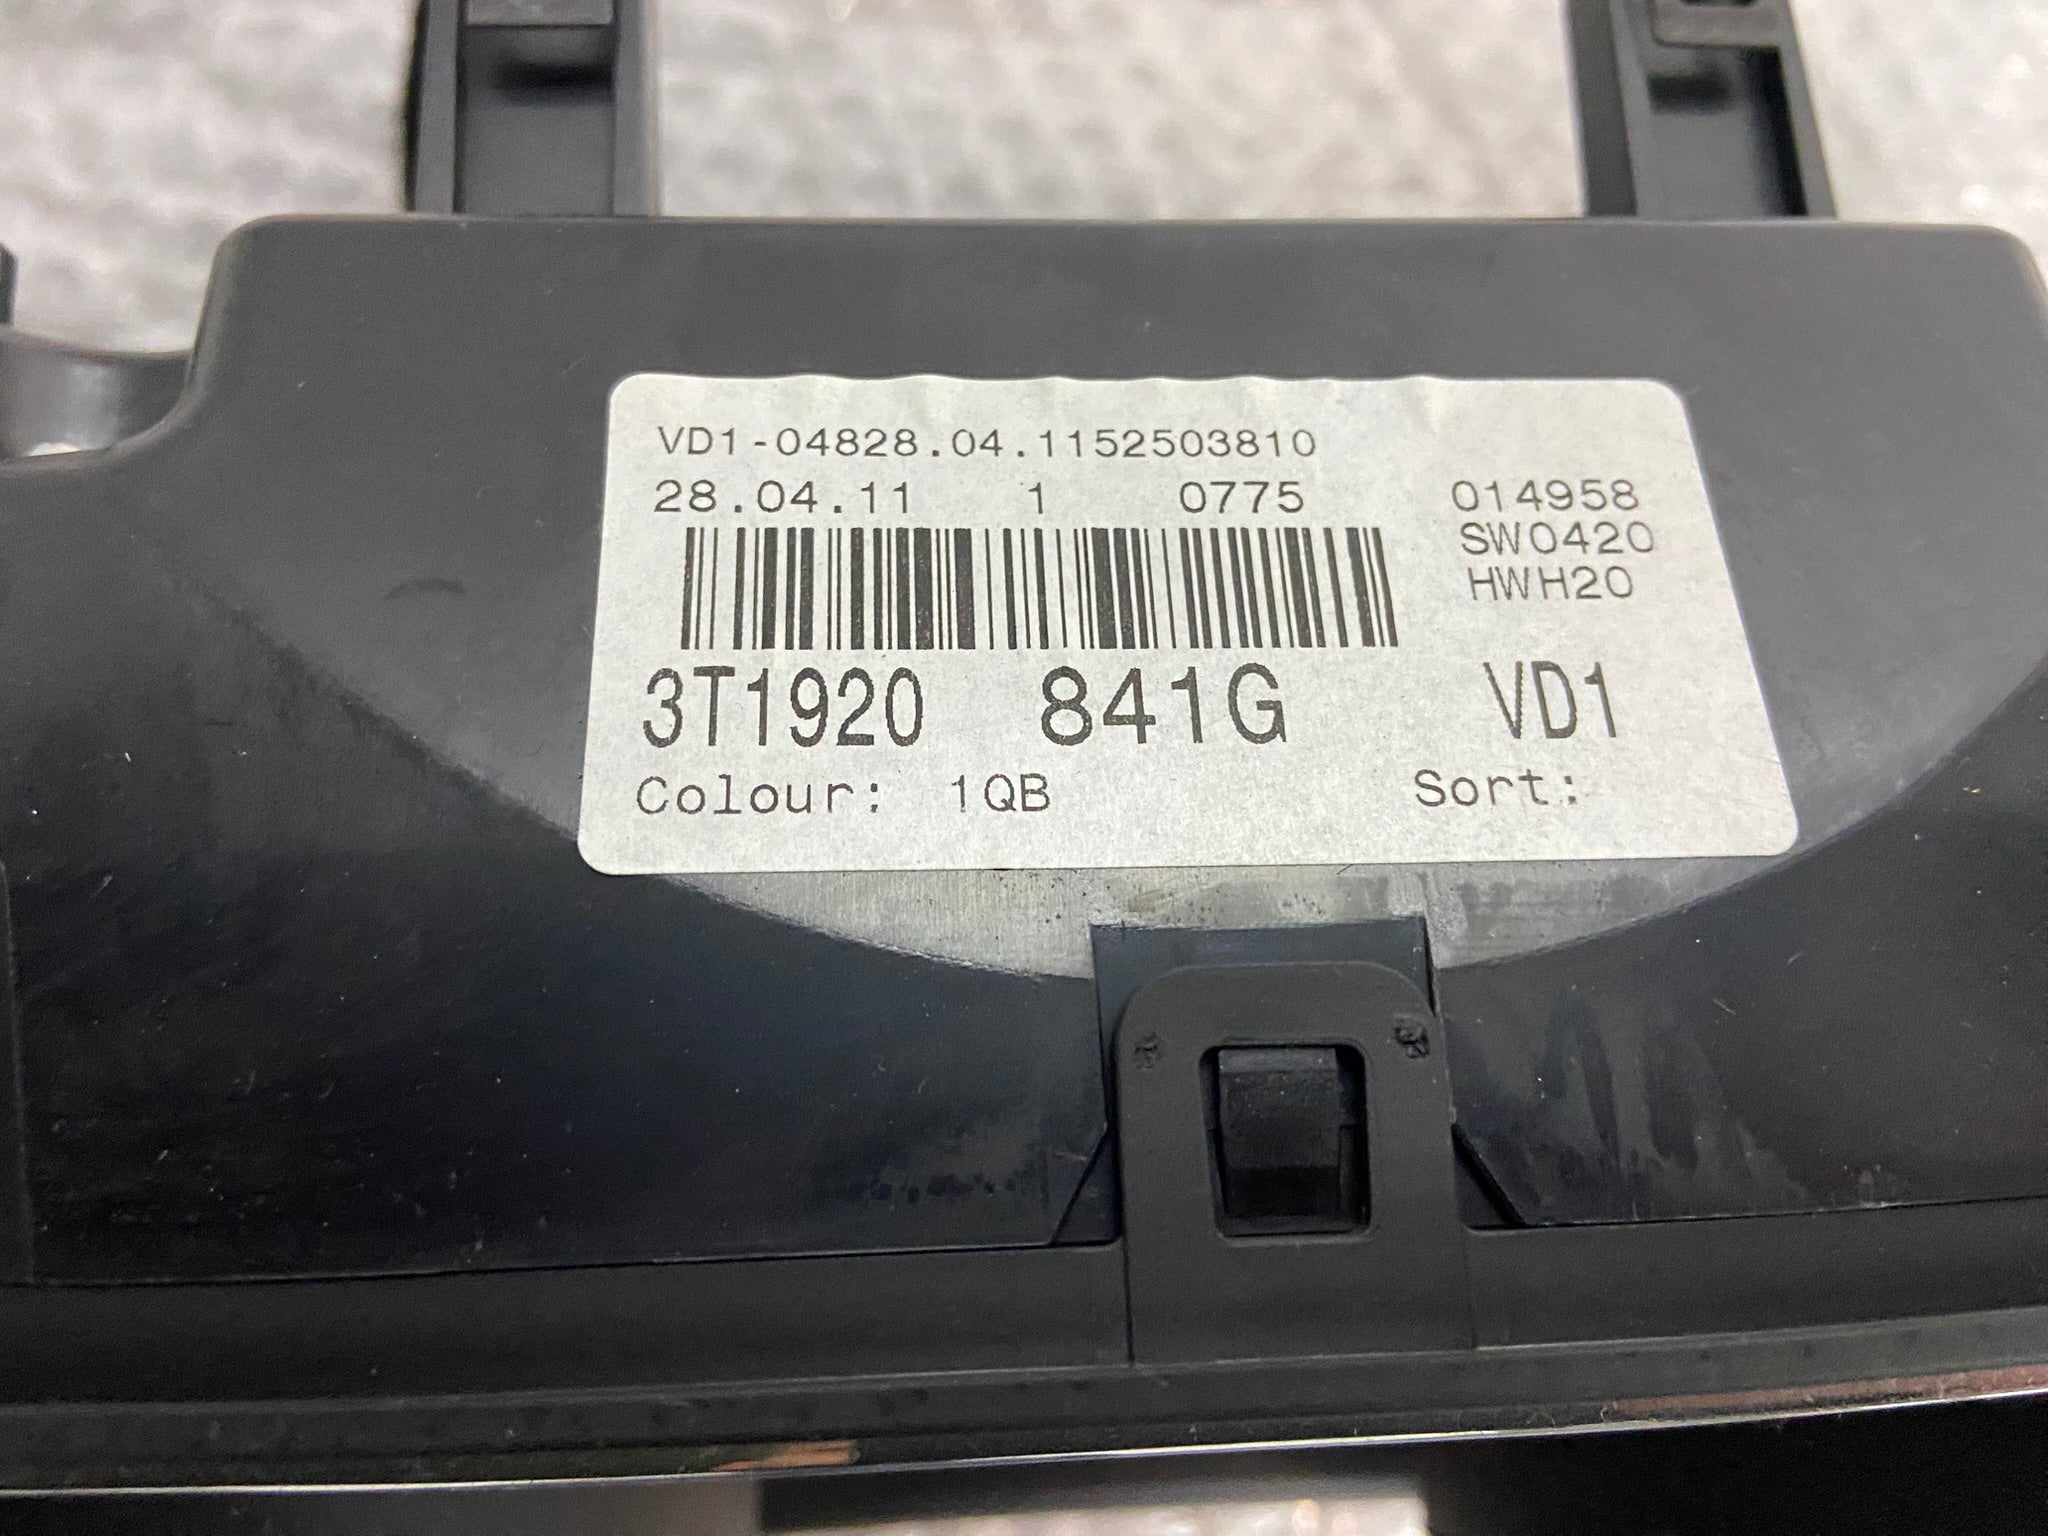 VD1-04828.04.1152503810
28.04.11 1 0775 014958
SW0420
HWH20
3T1920 841G VD1
Colour: 1QB Sort: